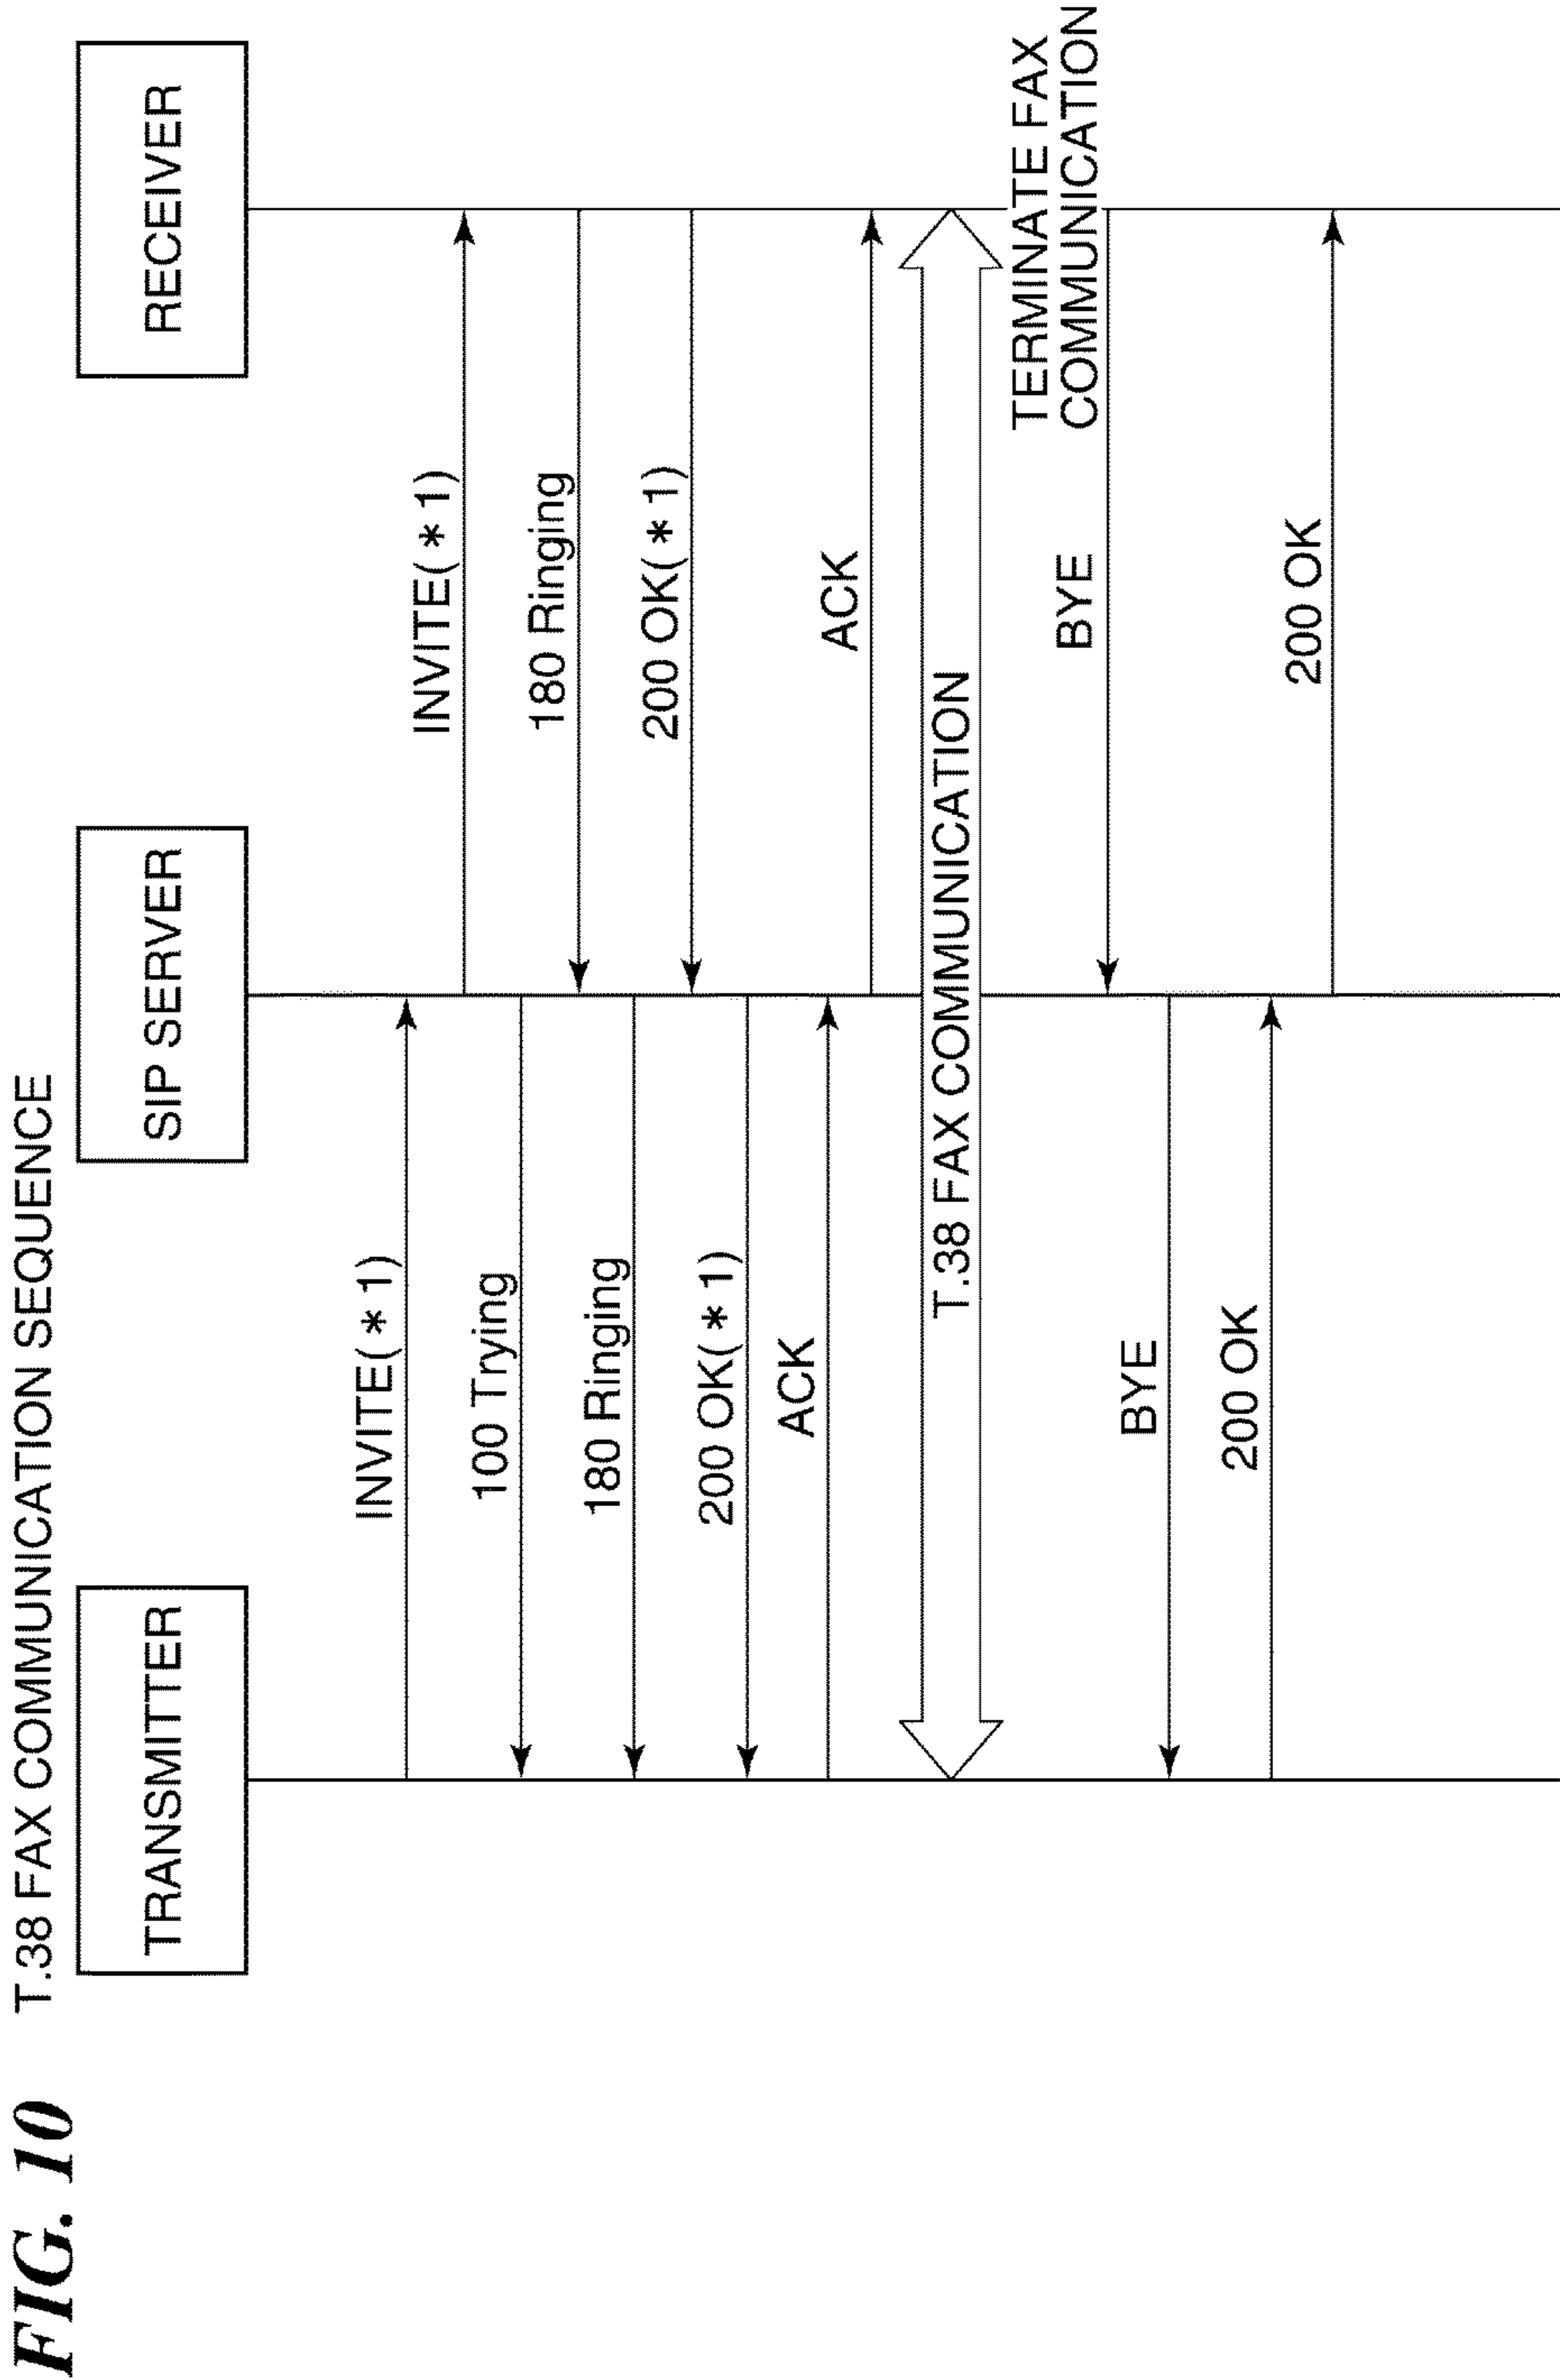 FIG. 10 T.38 FAX COMMUNICATION SEQUENCE
TRANSMITTER
SIP SERVER
RECEIVER
INVITE(*1)
INVITE(*1)
100 Trying
180 Ringing
180 Ringing
200 OK(*1)
200 OK(*1)
ACK
ACK
T.38 FAX COMMUNICATION
TERMINATE FAX
COMMUNICATION
BYE
BYE
200 OK
200 OK